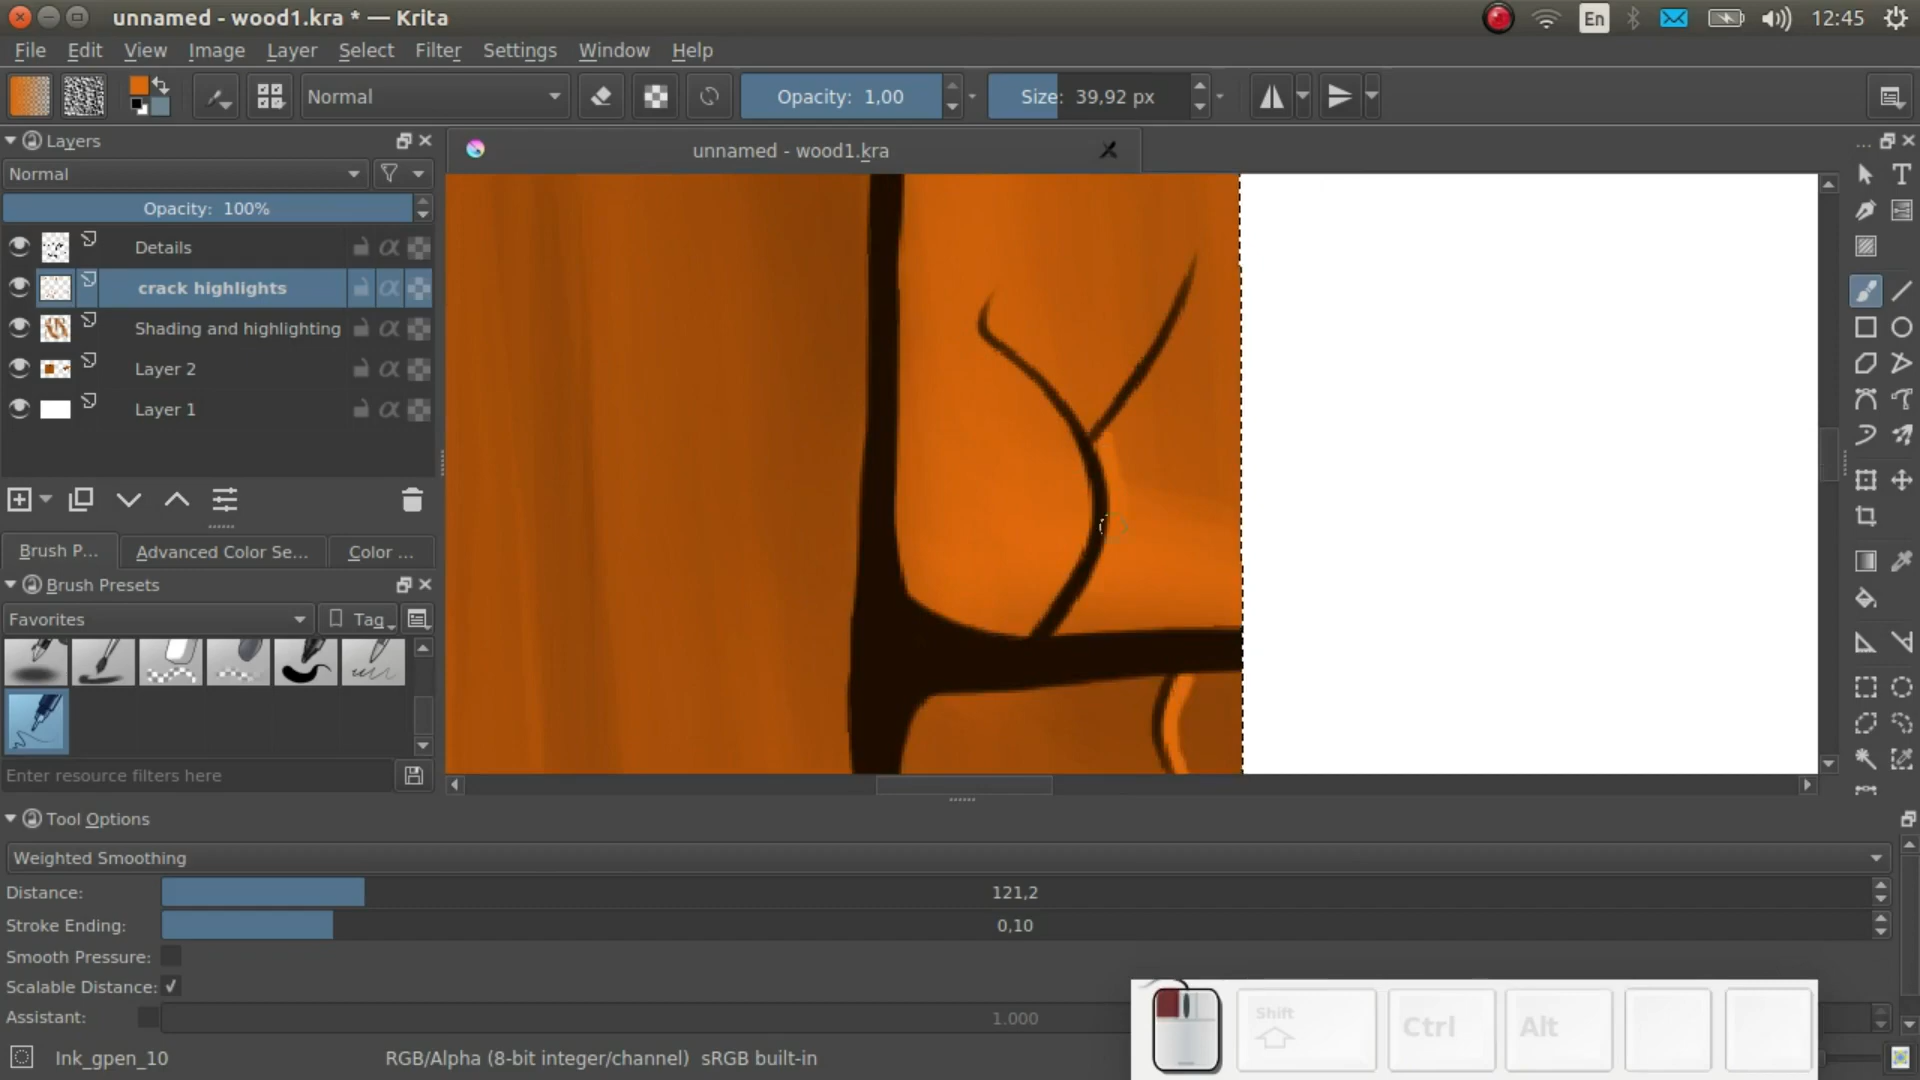 unnamed - wood1.kra * — Krita
En
12:45
File Edit View Image Layer Select Filter Settings Window Help
Normal
Opacity: 1,00
Size: 39,92 px
Layers
unnamed - wood1.kra
Normal
Opacity: 100%
Details
crack highlights
Shading and highlighting
Layer 2
Layer 1
Brush P... Advanced Color Se... Color ...
Brush Presets
Favorites
Tag
Enter resource filters here
Tool Options
Weighted Smoothing
Distance: 121,2
Stroke Ending: 0,10
Smooth Pressure:
Scalable Distance:
Assistant: 1.000
Shift
Ctrl
Alt
Ink_gpen_10
RGB/Alpha (8-bit integer/channel) sRGB built-in